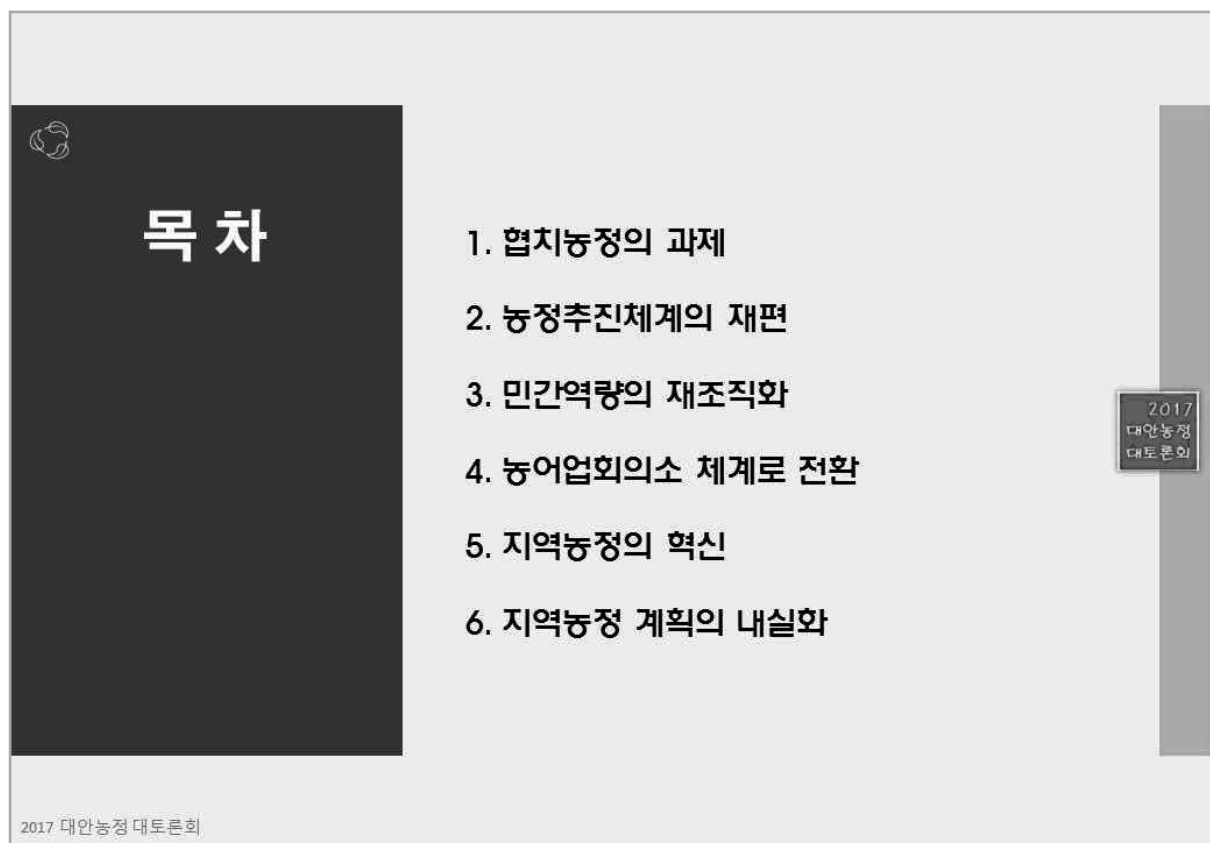 목 차
1. 협치농정의 과제
2. 농정추진체계의 재편
3. 민간역량의 재조직화
4. 농어업회의소 체계로 전환
5. 지역농정의 혁신
6. 지역농정 계획의 내실화
2017
대안농정
대토론회
2017 대안농정 대토론회